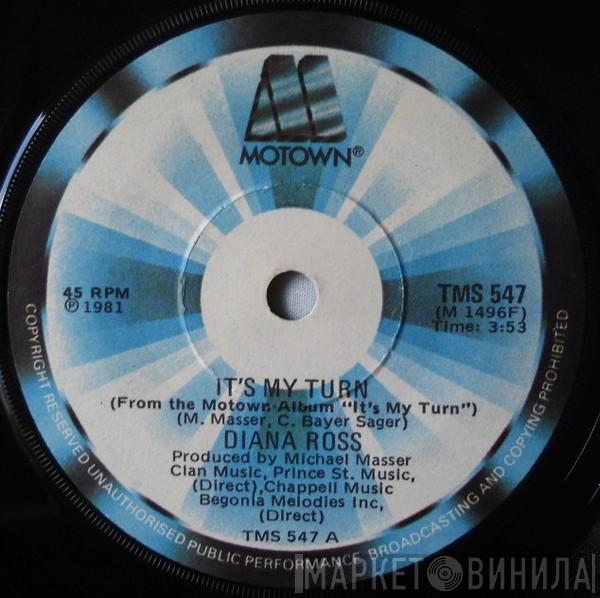 MOTOWN®
45 RPM
℗ 1981
TMS 547
(M 1496F)
Time: 3:53
IT'S MY TURN
(From the Motown Album "It's My Turn")
(M. Masser, C. Bayer Sager)
DIANA ROSS
Produced by Michael Masser
Clan Music, Prince St. Music,
(Direct),Chappell Music
Begonia Melodies Inc,
(Direct)
TMS 547 A
COPYRIGHT RESERVED UNAUTHORISED PUBLIC PERFORMANCE, BROADCASTING AND COPYING PROHIBITED
МАРКЕТ ВИНИЛА